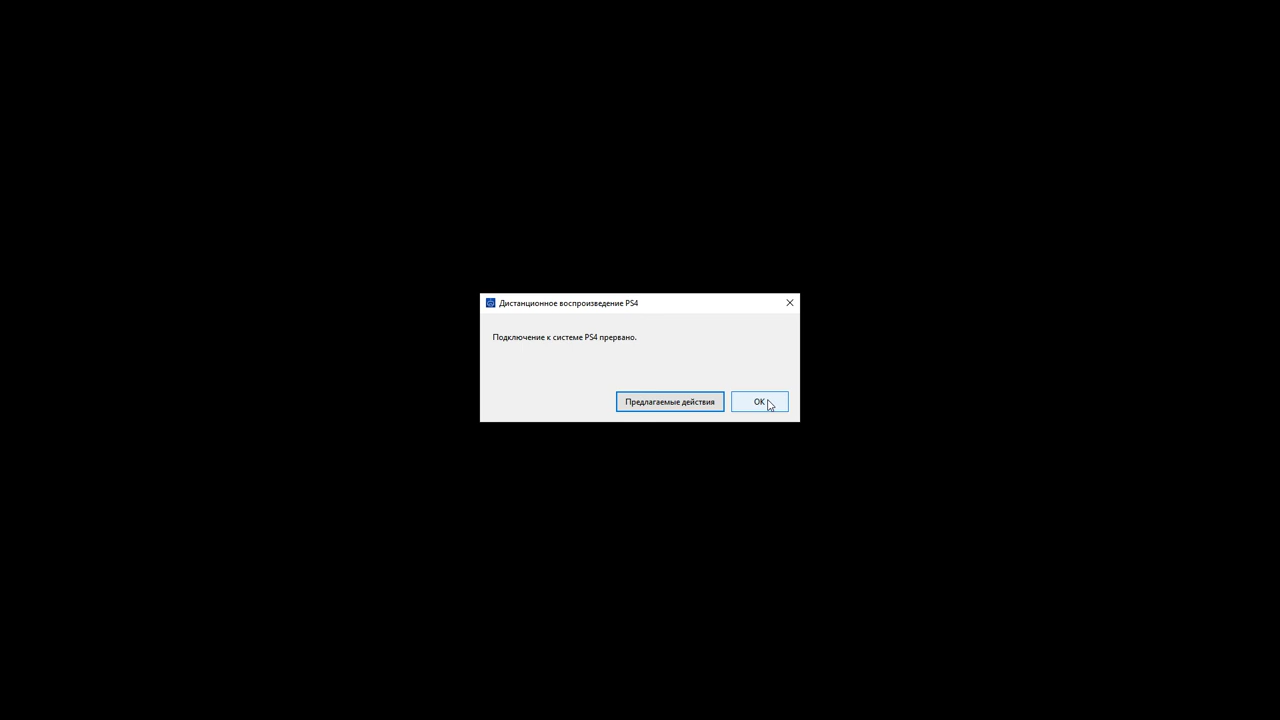 Дистанционное воспроизведение PS4
Подключение к системе PS4 прервано.
Предлагаемые действия
OK